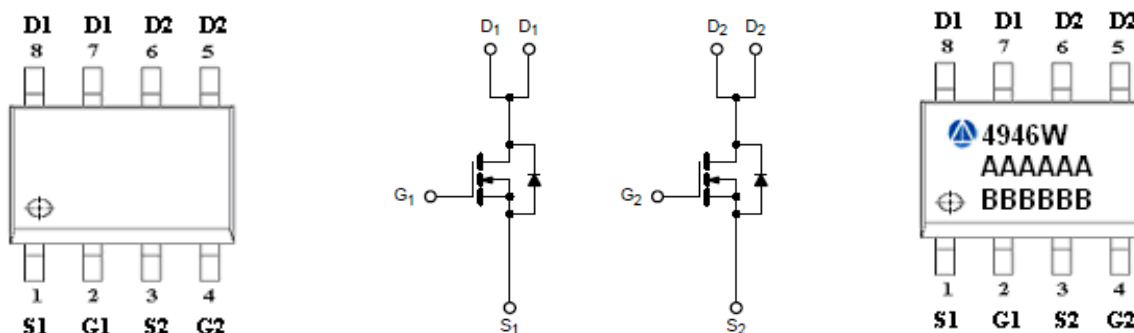 D1 D1 D2 D2
8 7 6 5
1 2 3 4
S1 G1 S2 G2
D1 D1
G1
S1
D2 D2
G2
S2
D1 D1 D2 D2
8 7 6 5
4946W
AAAAAA
BBBBBB
1 2 3 4
S1 G1 S2 G2